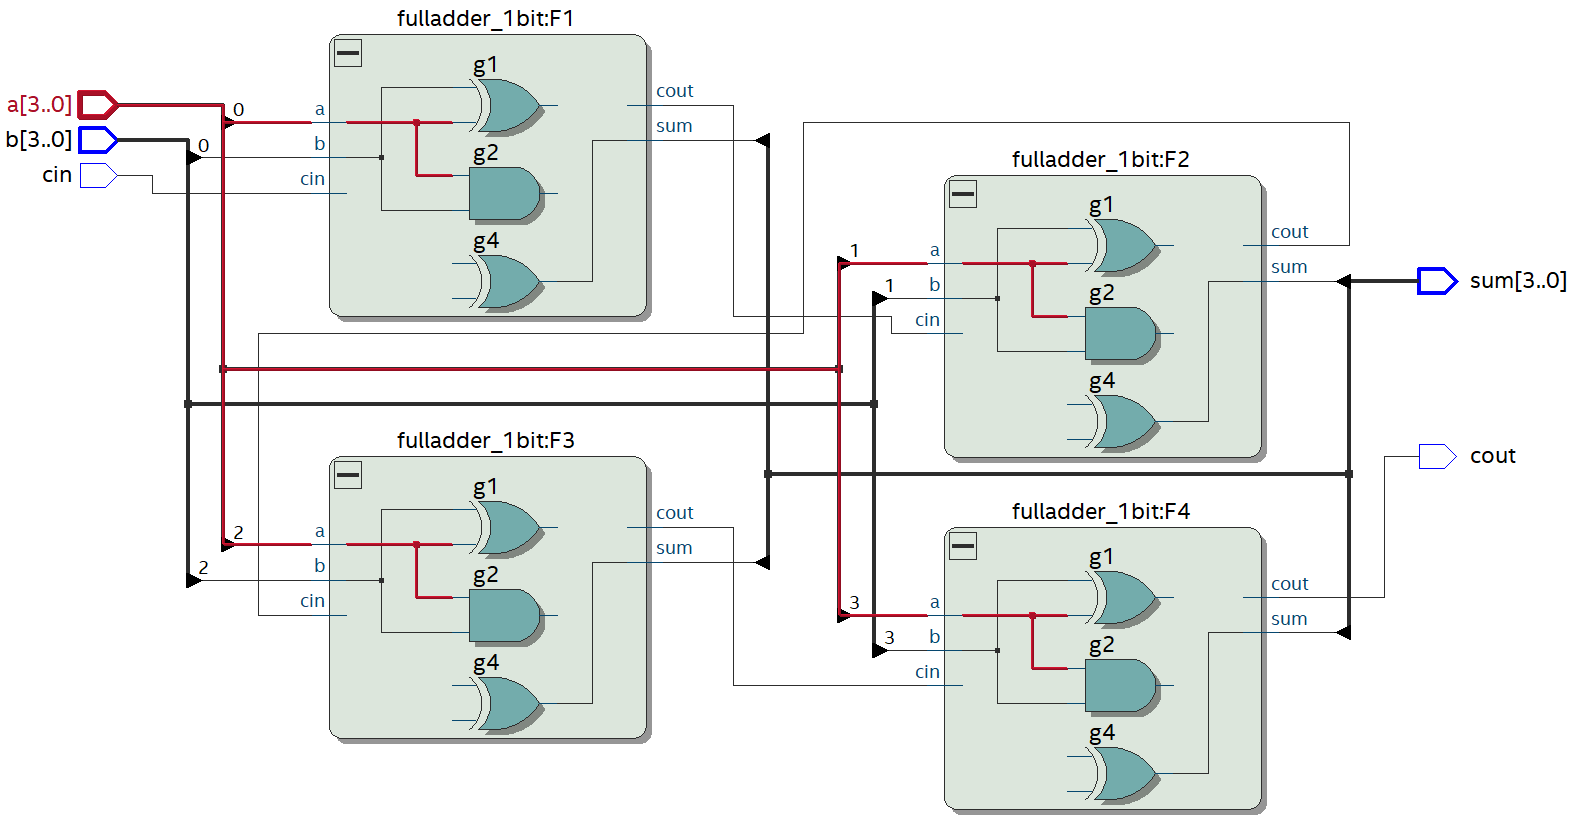 fulladder_1bit:F1
g1
a[3..0]
0
a
cout
b[3..0]
0
b
sum
cin
cin
g2
g4
fulladder_1bit:F2
g1
1
a
cout
1
b
sum
sum[3..0]
cin
g2
g4
fulladder_1bit:F3
g1
2
a
cout
2
b
sum
cin
g2
g4
cout
fulladder_1bit:F4
g1
3
a
cout
3
b
sum
cin
g2
g4